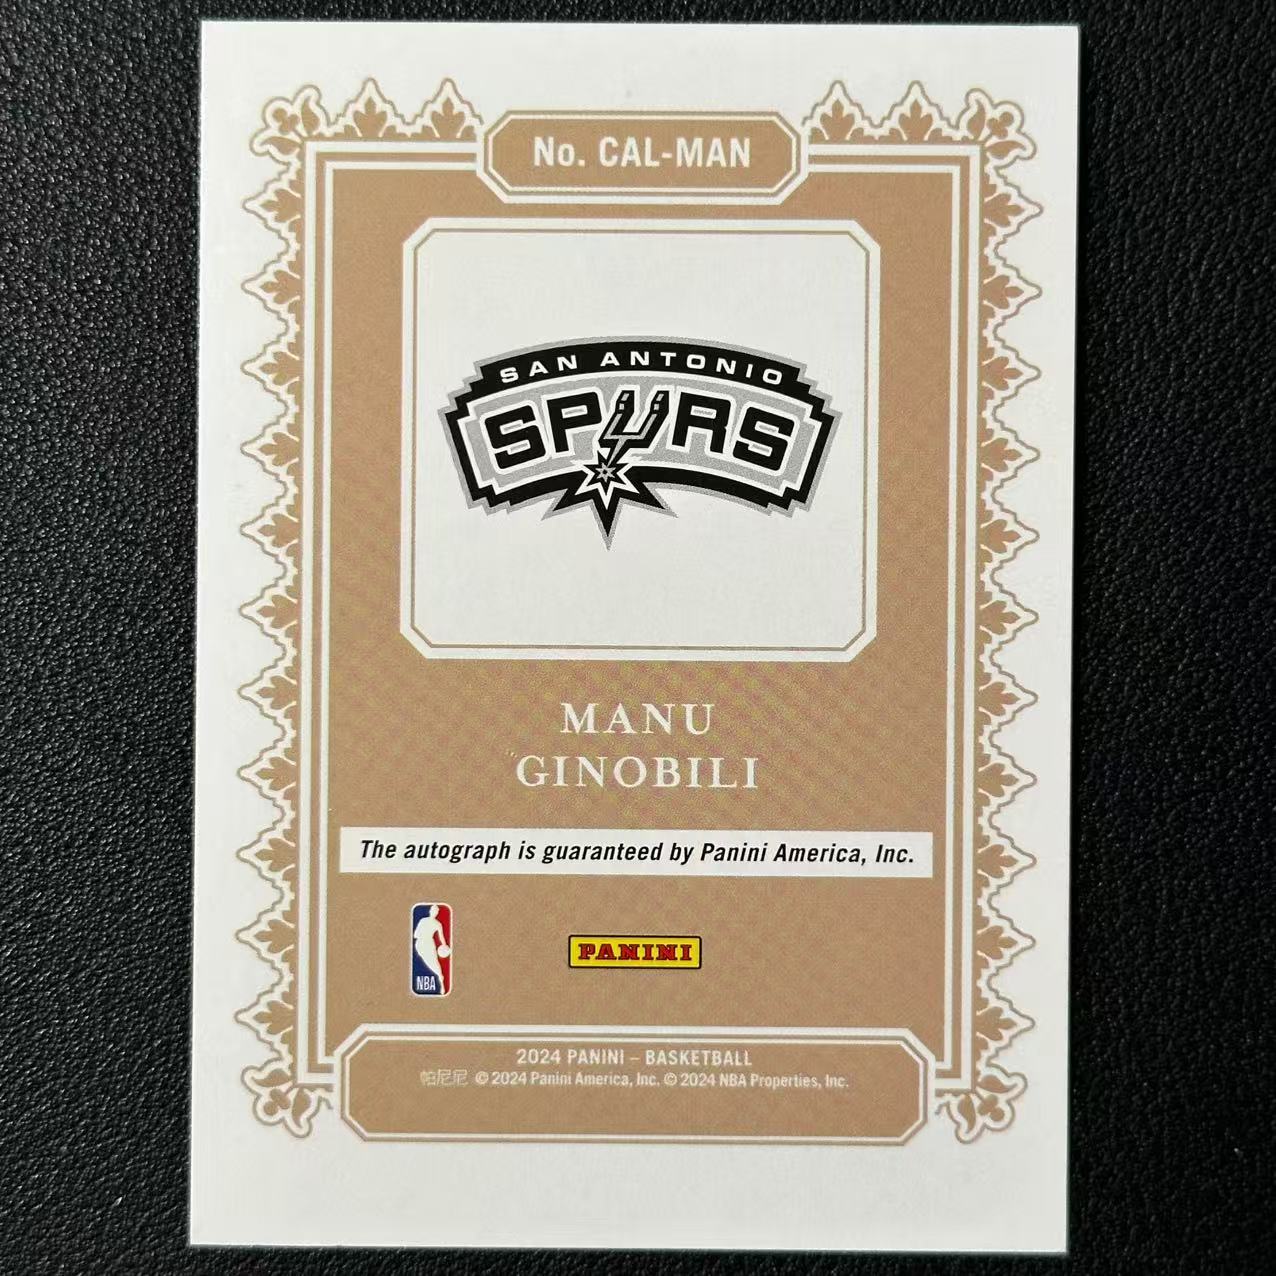 No. CAL-MAN
SAN ANTONIO
SPURS
MANU
GINOBILI
The autograph is guaranteed by Panini America, Inc.
NBA
PANINI
2024 PANINI – BASKETBALL
帕尼尼 © 2024 Panini America, Inc. © 2024 NBA Properties, Inc.